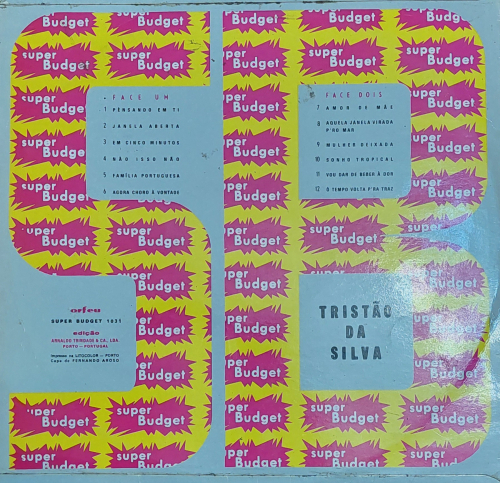 FACE UM
1 PENSANDO EM TI
2 JANELA ABERTA
3 EM CINCO MINUTOS
4 NÃO ISSO NÃO
5 FAMÍLIA PORTUGUESA
6 AGORA CHORO À VONTADE
FACE DOIS
7 AMOR DE MÃE
8 AQUELA JANELA VIRADA
P'RO MAR
9 MULHER DEIXADA
10 SONHO TROPICAL
11 VOU DAR DE BEBER À DOR
12 O TEMPO VOLTA P'RA TRAZ
orfeu
SUPER BUDGET 1031
edição
ARNALDO TRINDADE & CA., LDA.
PORTO - PORTUGAL
Capa de FERNANDO AROSO
TRISTÃO
DA
SILVA
super
Budget